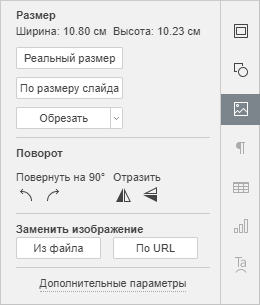 Размер
Ширина: 10.80 см Высота: 10.23 см
Реальный размер
По размеру слайда
Обрезать
Поворот
Повернуть на 90° Отразить
Заменить изображение
Из файла По URL
Дополнительные параметры
Ta